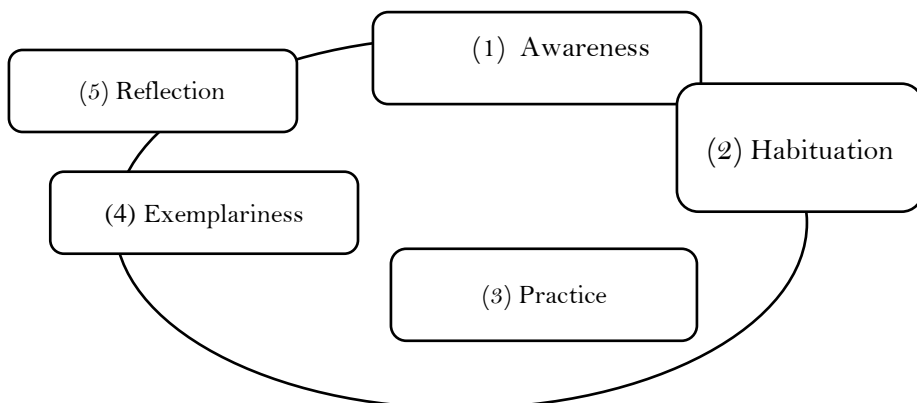 (1) Awareness
(2) Habituation
(3) Practice
(4) Exemplariness
(5) Reflection